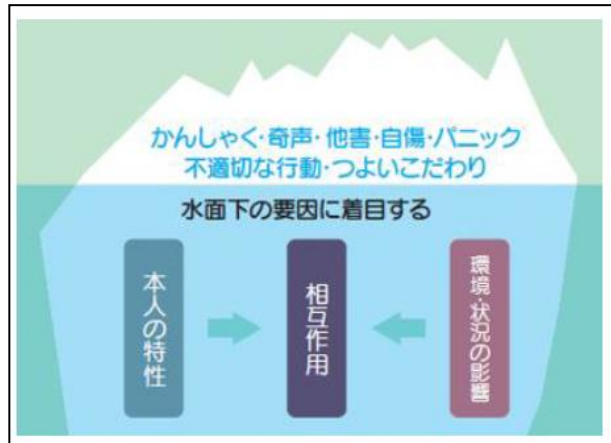 かんしゃく・奇声・他害・自傷・パニック
不適切な行動・つよいこだわり
水面下の要因に着目する
本人の特性
相互作用
環境・状況の影響